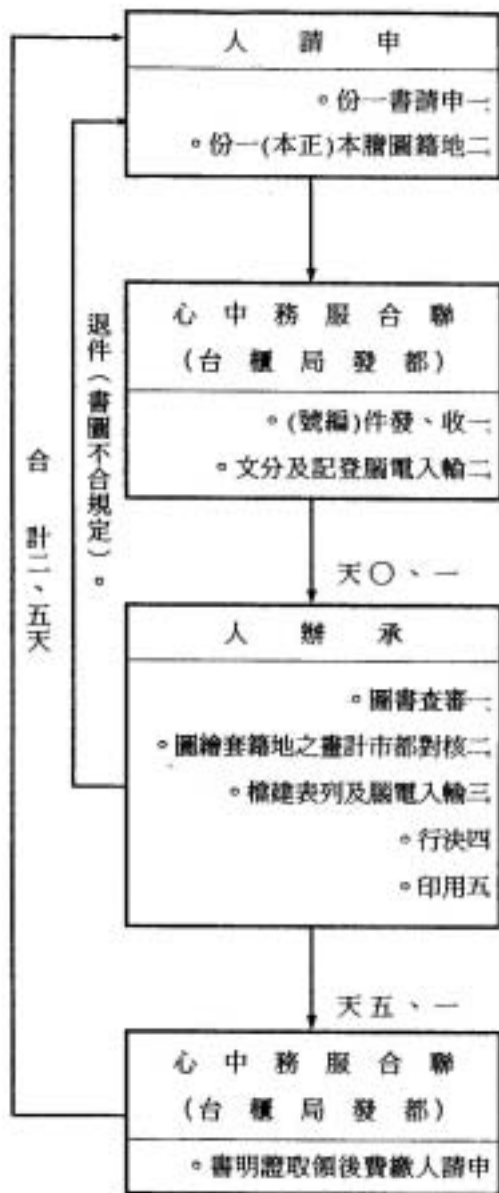 申請人
一申請書一份。
二地籍圖謄本(正本)一份。
聯合服務中心
(都發局櫃台)
一收、發件(編號)。
二輸入電腦登記及分文。
一、〇天
承辦人
一審查書圖。
二核對都市計畫之地籍套繪圖。
三輸入電腦及列表建檔。
四決行。
五用印。
一、五天
聯合服務中心
(都發局櫃台)
申請人繳費後領取證明書。
退件（書圖不合規定）。
合計二、五天